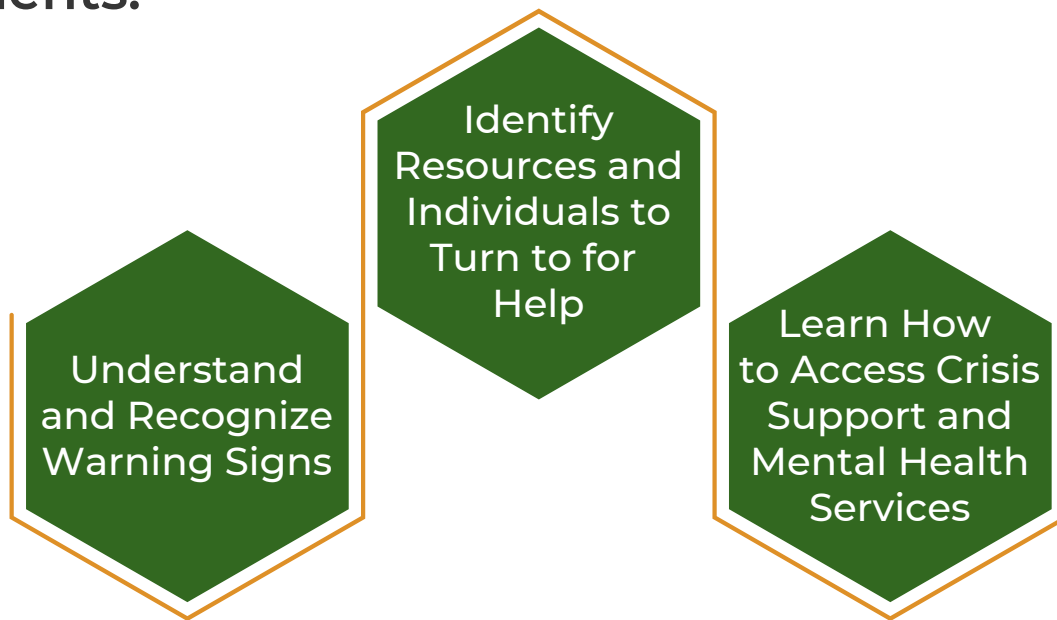 Understand
and Recognize
Warning Signs
Identify
Resources and
Individuals to
Turn to for
Help
Learn How
to Access Crisis
Support and
Mental Health
Services